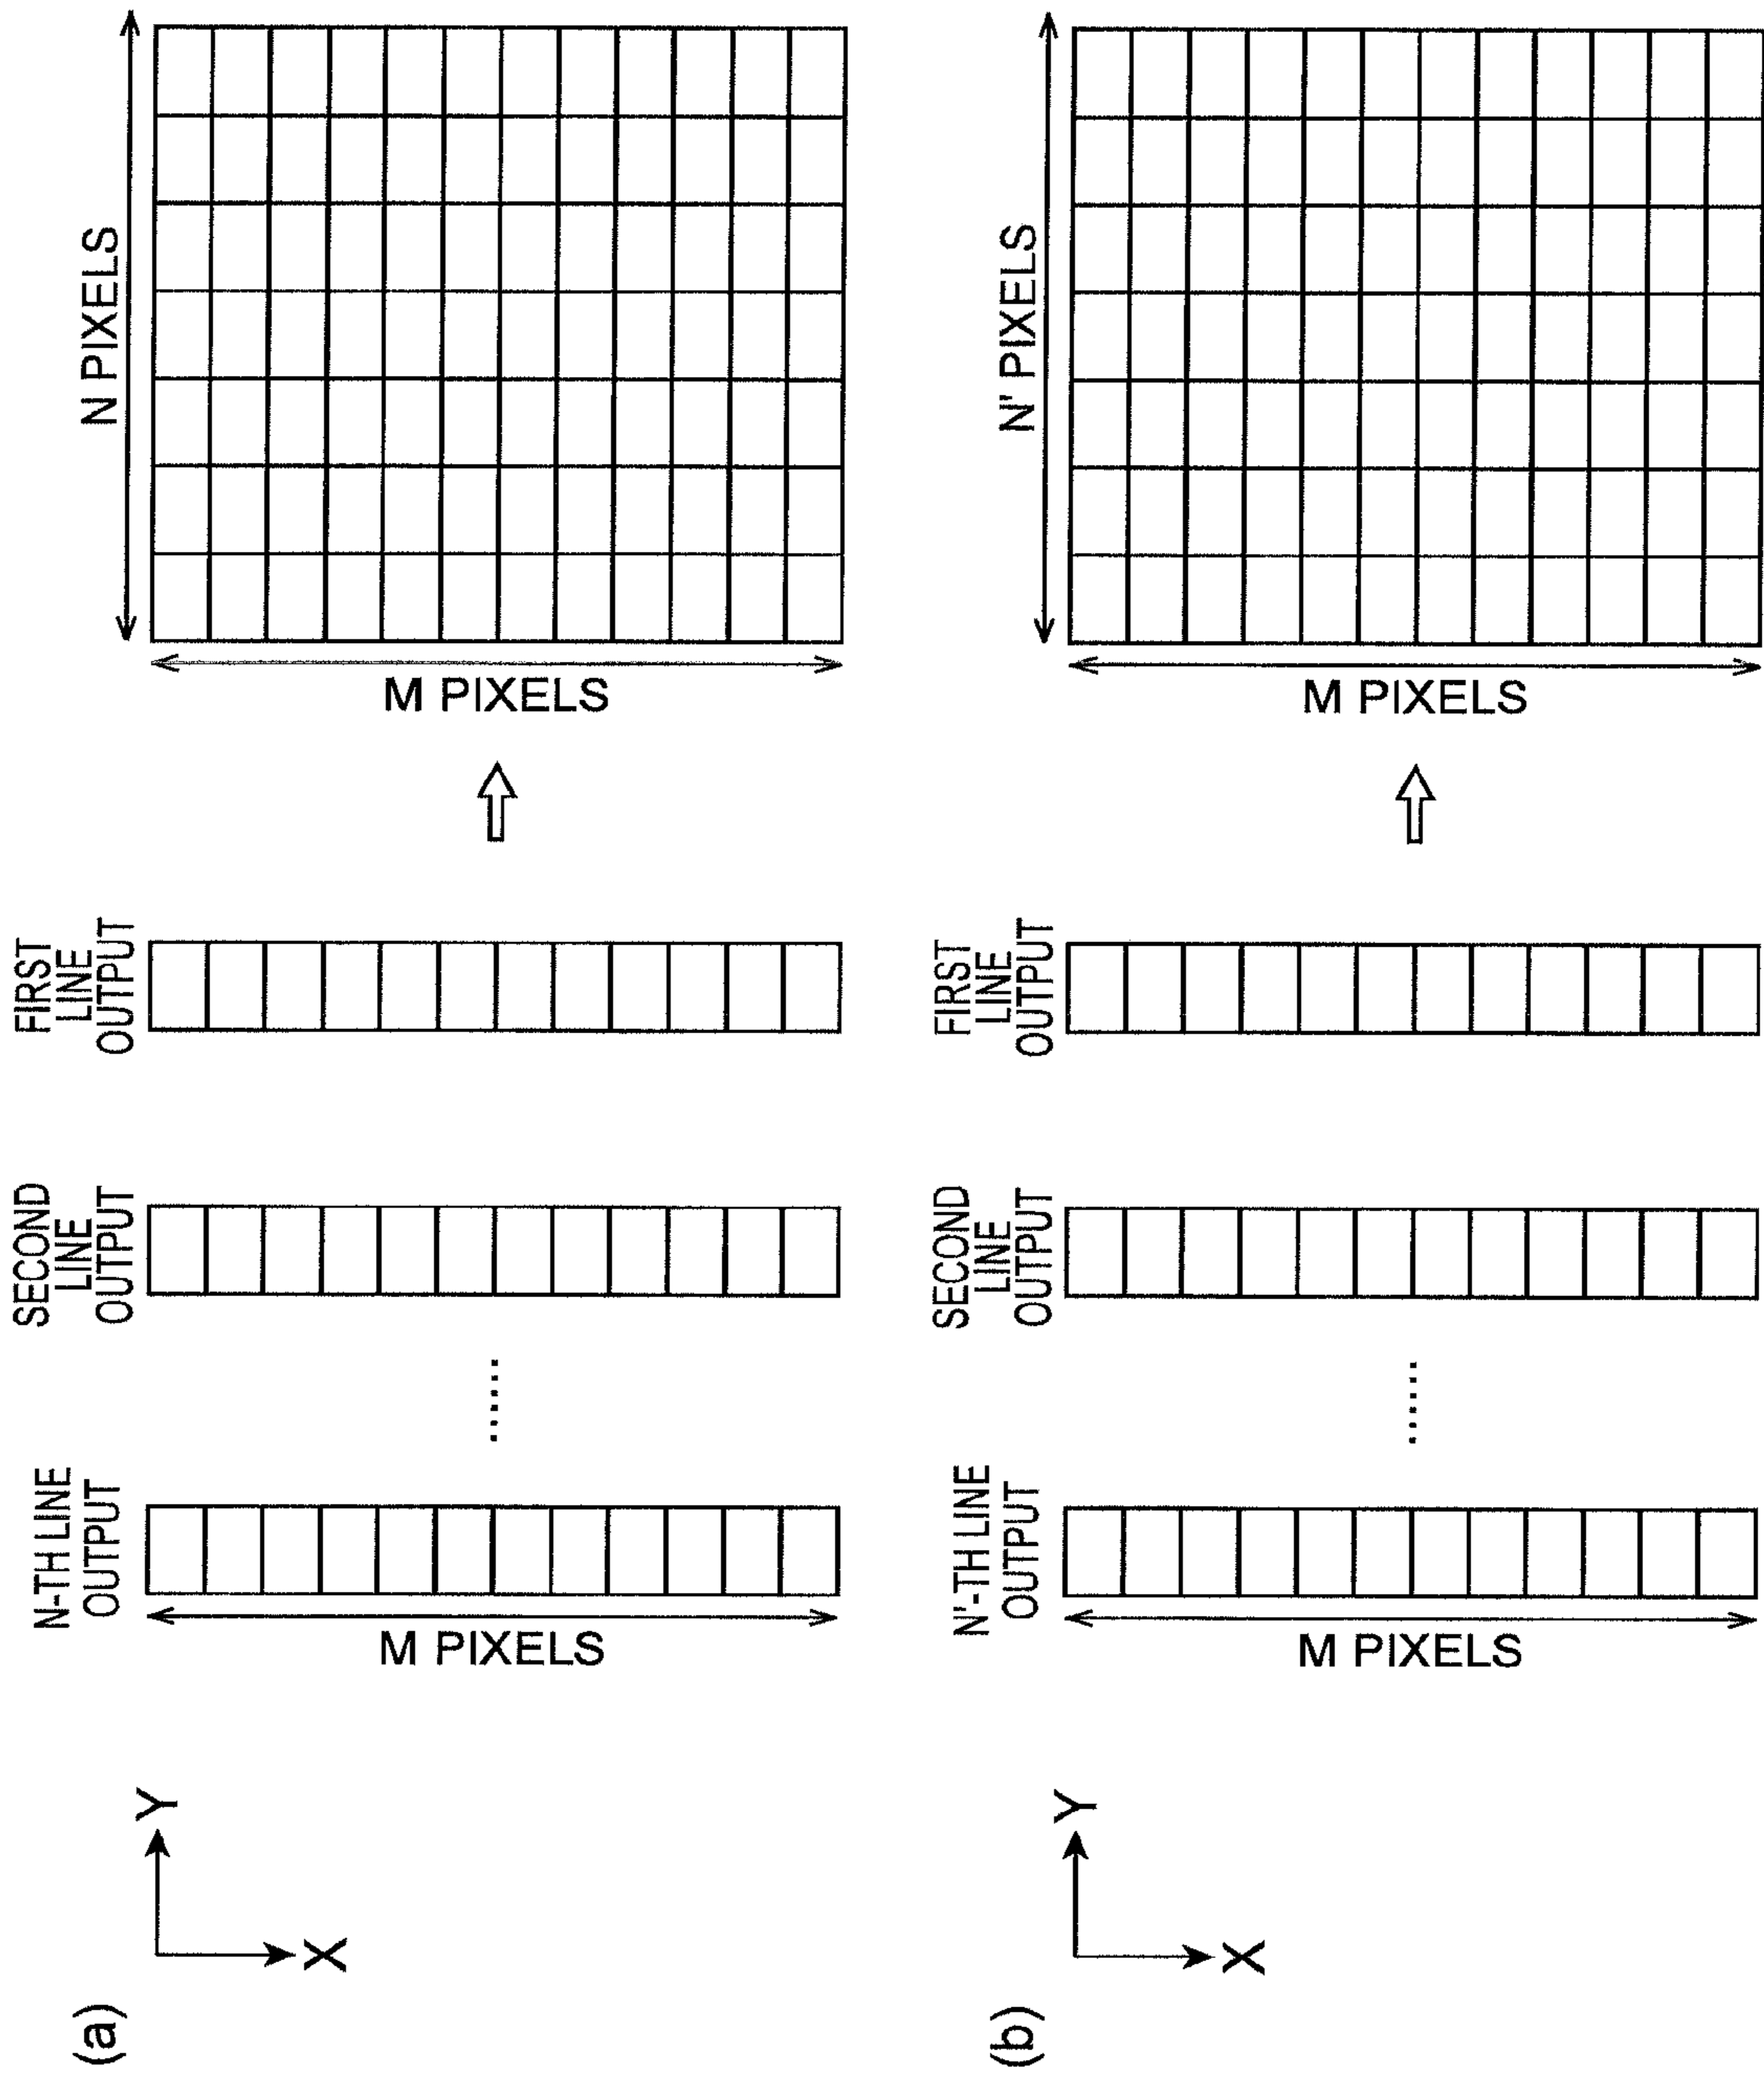 (a)
Y
X
N-TH LINE
OUTPUT
M PIXELS
......
SECOND
LINE
OUTPUT
FIRST
LINE
OUTPUT
N PIXELS
M PIXELS
(b)
Y
X
N'-TH LINE
OUTPUT
M PIXELS
......
SECOND
LINE
OUTPUT
FIRST
LINE
OUTPUT
N' PIXELS
M PIXELS